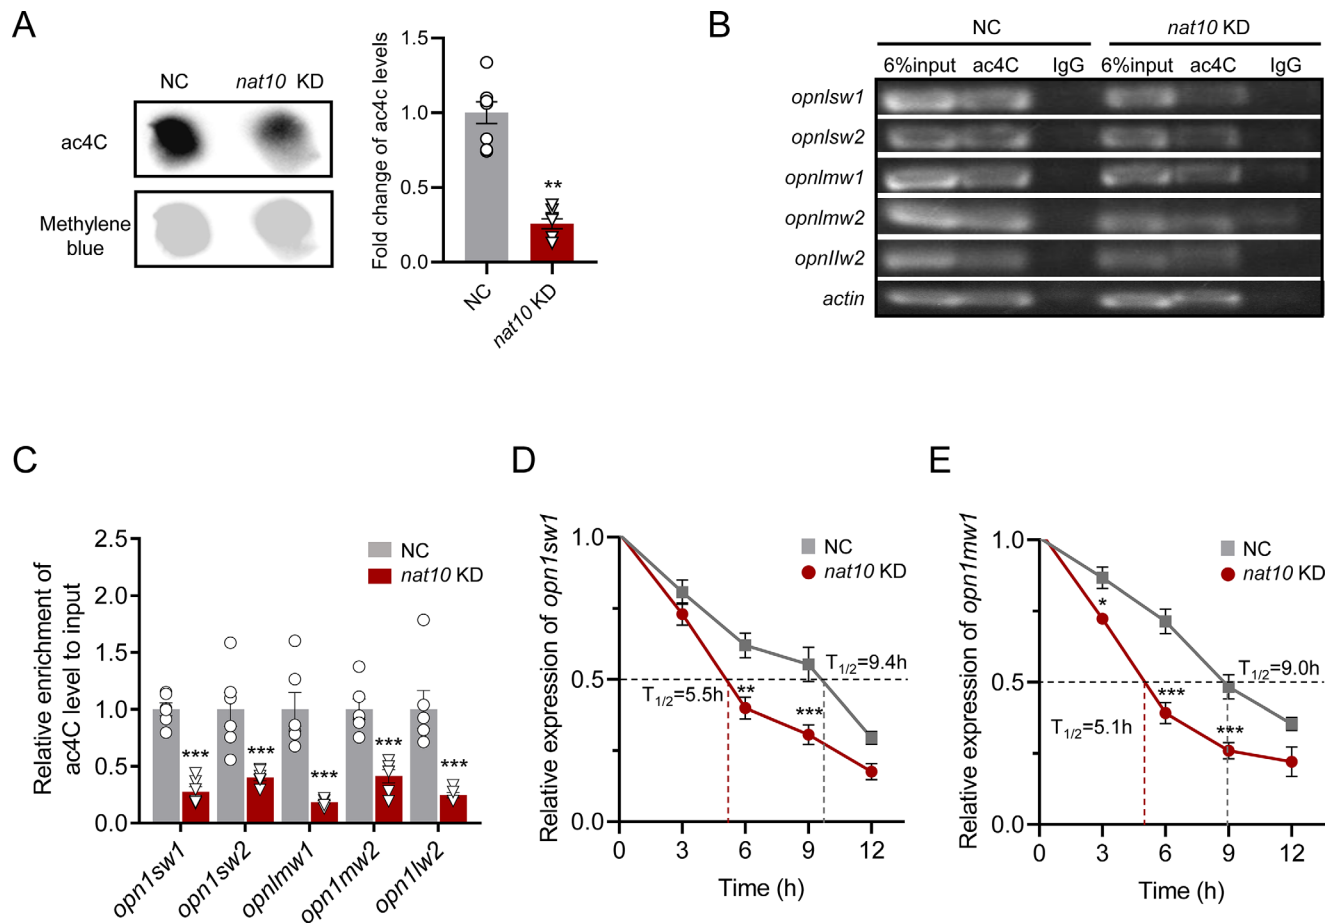 A
NC nat10 KD
ac4C
Methylene
blue
Fold change of ac4c levels
1.5
1.0
0.5
0.0
**
NC
nat10 KD
B
NC nat10 KD
6%input ac4C IgG 6%input ac4C IgG
opnlsw1
opnlsw2
opnlmw1
opnlmw2
opnllw2
actin
C
Relative enrichment of
ac4C level to input
2.5
2.0
1.5
1.0
0.5
0.0
NC
nat10 KD
***
***
***
***
***
opn1sw1
opn1sw2
opnlmw1
opn1mw2
opn1lw2
D
Relative expression of opn1sw1
1.0
0.5
0.0
NC
nat10 KD
T1/2=9.4h
T1/2=5.5h
**
***
0 3 6 9 12
Time (h)
E
Relative expression of opn1mw1
1.0
0.5
0.0
NC
nat10 KD
*
T1/2=9.0h
T1/2=5.1h
***
***
0 3 6 9 12
Time (h)